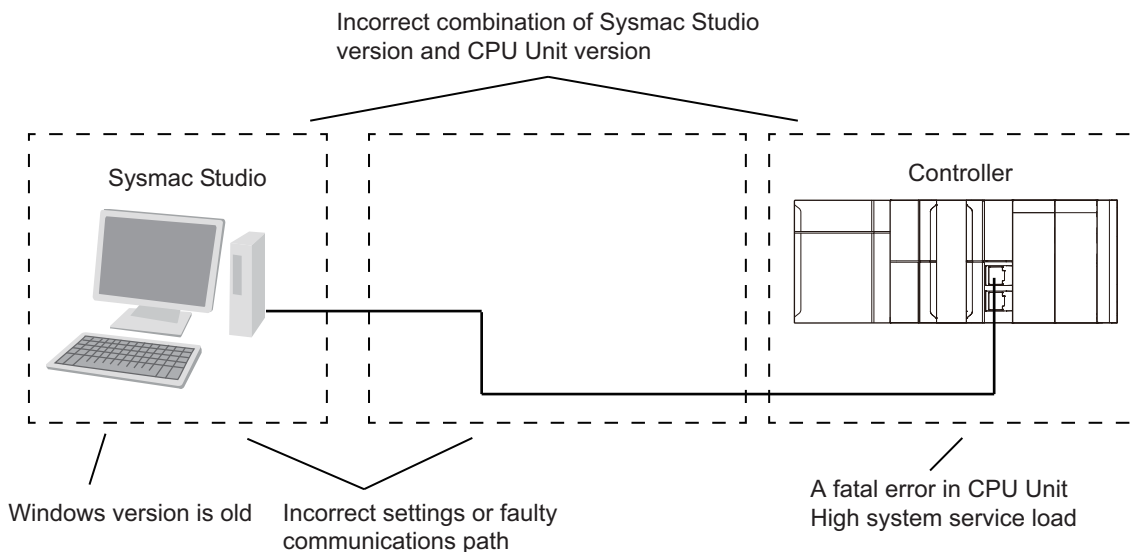 Incorrect combination of Sysmac Studio
version and CPU Unit version
Sysmac Studio
Controller
Windows version is old
Incorrect settings or faulty
communications path
A fatal error in CPU Unit
High system service load